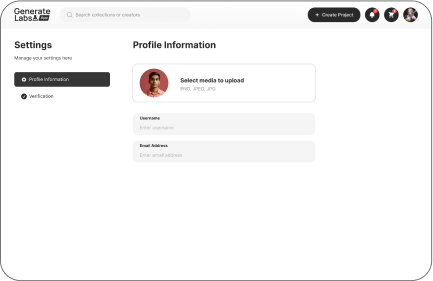 Generate
Labs
Search collections or creators
+ Create Project
Settings
Manage your settings here
Profile Information
Verification
Profile Information
Select media to upload
PNG, JPEG, JPG
Username
Enter username
Email Address
Enter email address